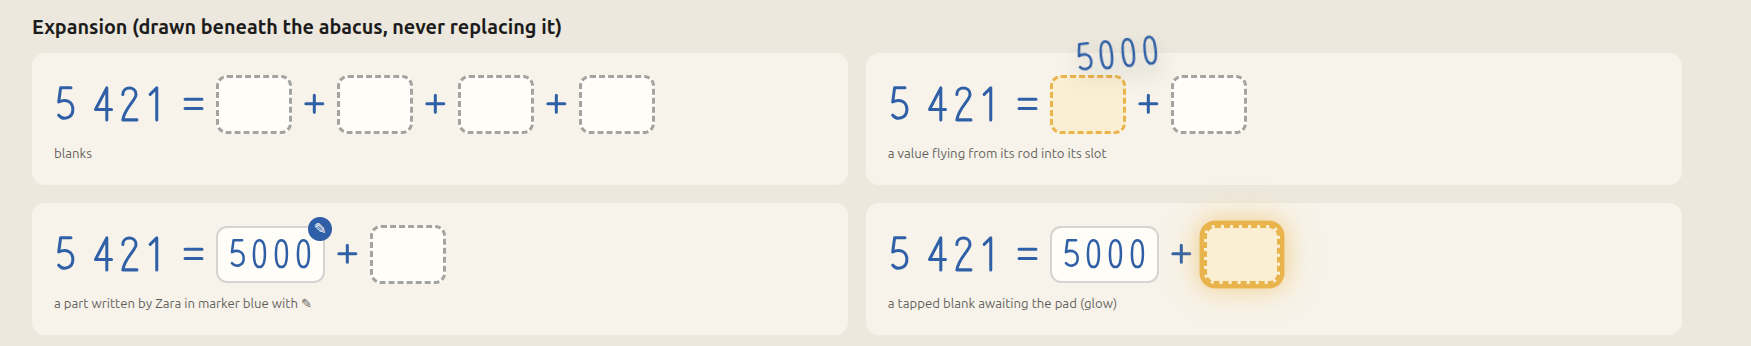 Expansion (drawn beneath the abacus, never replacing it)
5 421 = + + +
blanks
5000
5 421 = +
a value flying from its rod into its slot
5 421 = 5000 ✎ +
a part written by Zara in marker blue with ✎
5 421 = 5000 +
a tapped blank awaiting the pad (glow)